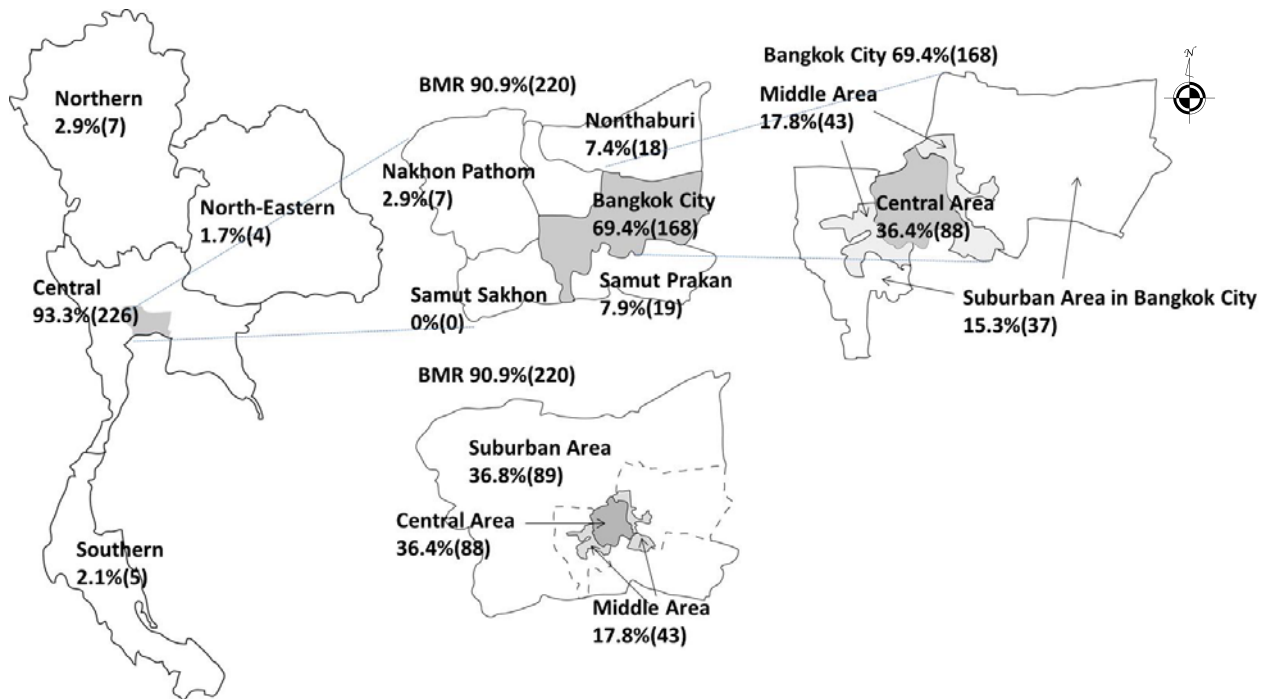 Northern
2.9%(7)
North-Eastern
1.7%(4)
Central
93.3%(226)
Southern
2.1%(5)
BMR 90.9%(220)
Nonthaburi
7.4%(18)
Nakhon Pathom
2.9%(7)
Bangkok City
69.4%(168)
Samut Sakhon
0%(0)
Samut Prakan
7.9%(19)
Bangkok City 69.4%(168)
Middle Area
17.8%(43)
Central Area
36.4%(88)
Suburban Area in Bangkok City
15.3%(37)
N
BMR 90.9%(220)
Suburban Area
36.8%(89)
Central Area
36.4%(88)
Middle Area
17.8%(43)